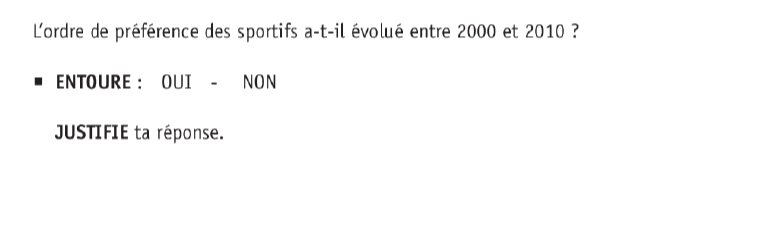 L'ordre de préférence des sportifs a-t-il évolué entre 2000 et 2010 ?
▪ ENTOURE : OUI - NON
JUSTIFIE ta réponse.